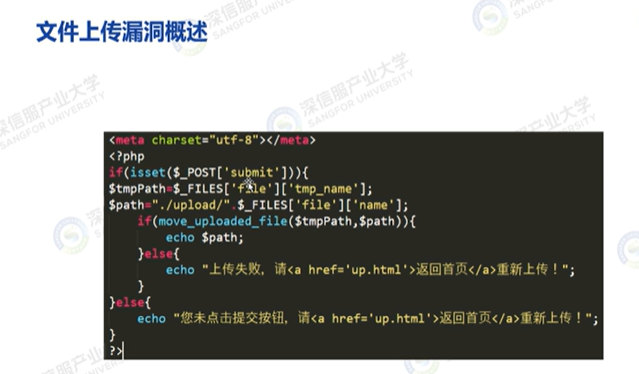 文件上传漏洞概述
深信服产业大学
SANGFOR UNIVERSITY
<meta charset="utf-8"></meta>
<?php
if(isset($_POST['submit'])){
$tmpPath=$_FILES['file']['tmp_name'];
$path="./upload/".$_FILES['file']['name'];
if(move_uploaded_file($tmpPath,$path)){
echo $path;
}else{
echo "上传失败，请<a href='up.html'>返回首页</a>重新上传！";
}
}else{
echo "您未点击提交按钮，请<a href='up.html'>返回首页</a>重新上传！";
}
?>